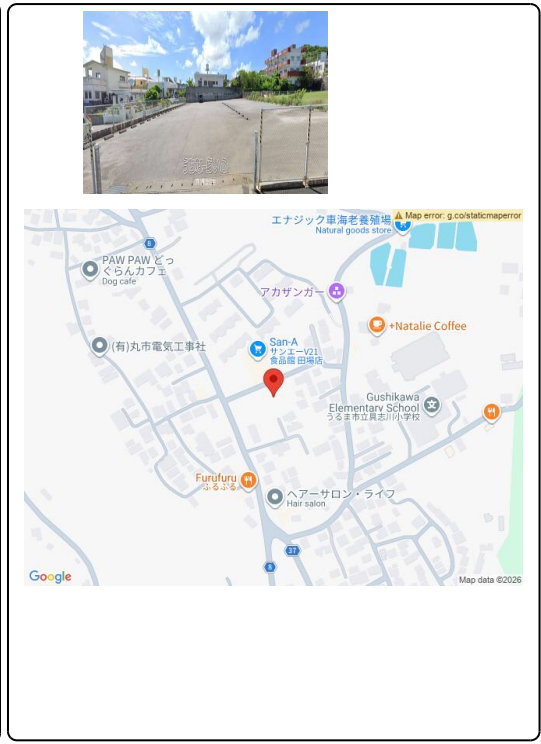 エナジック車海老養殖場
Natural goods store
Map error: g.co/staticmaperror
8
PAW PAW どっ
ぐらんカフェ
Dog cafe
アカザンガー
+Natalie Coffee
(有)丸市電気工事社
San-A
サンエーV21
食品館 田場店
Gushikawa
Elementary School
うるま市立具志川小学校
Furufuru
ふるふる
ヘアーサロン・ライフ
Hair salon
37
8
Google
Map data ©2026